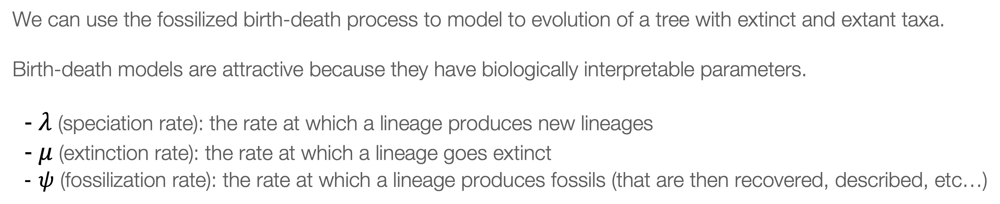 We can use the fossilized birth-death process to model to evolution of a tree with extinct and extant taxa.
Birth-death models are attractive because they have biologically interpretable parameters.
- λ (speciation rate): the rate at which a lineage produces new lineages
- μ (extinction rate): the rate at which a lineage goes extinct
- ψ (fossilization rate): the rate at which a lineage produces fossils (that are then recovered, described, etc…)